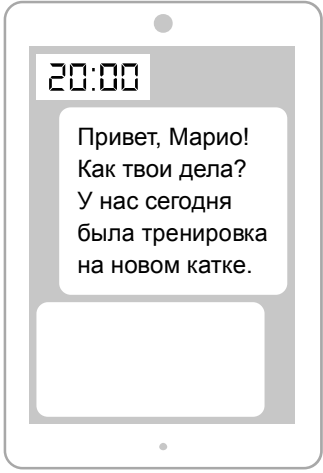 20:00
Привет, Марио!
Как твои дела?
У нас сегодня
была тренировка
на новом катке.